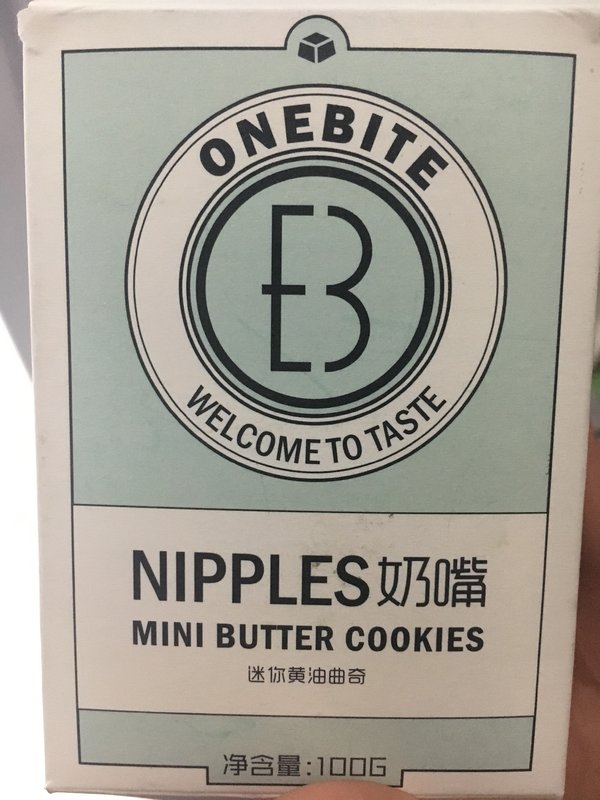 ONEBITE
EB
WELCOME TO TASTE
NIPPLES奶嘴
MINI BUTTER COOKIES
迷你黄油曲奇
净含量:100G